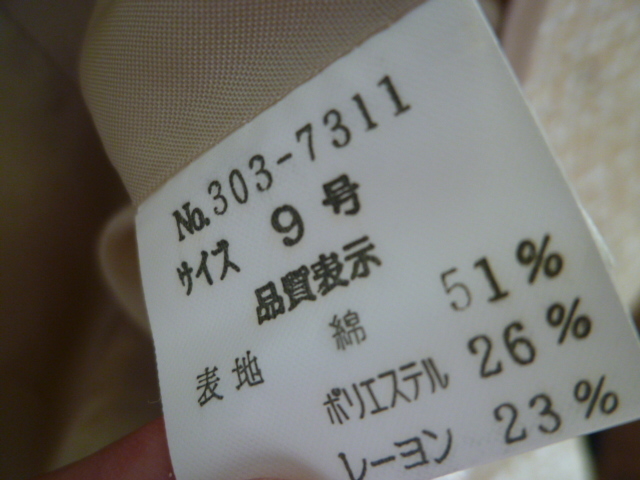 No.303-7311
サイズ 9号
品質表示
表地 綿 51%
ポリエステル 26%
レーヨン 23%